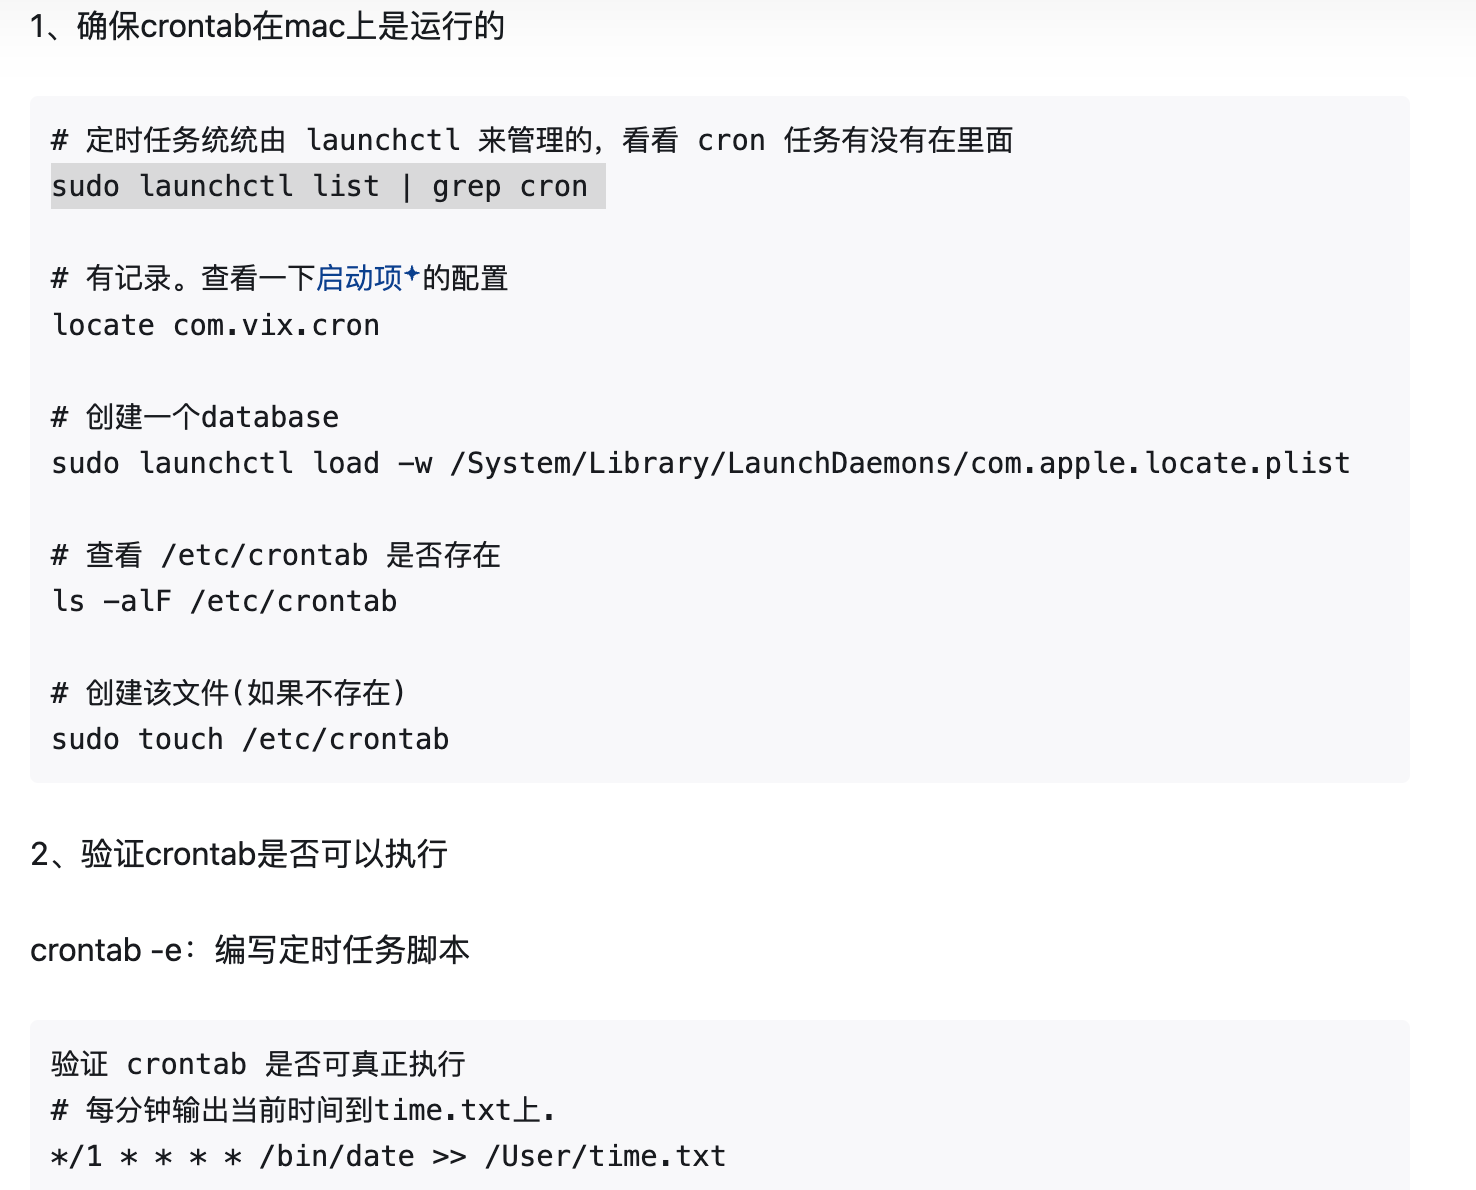 1、确保crontab在mac上是运行的
# 定时任务统统由 launchctl 来管理的，看看 cron 任务有没有在里面
sudo launchctl list | grep cron
# 有记录。查看一下启动项的配置
locate com.vix.cron
# 创建一个database
sudo launchctl load -w /System/Library/LaunchDaemons/com.apple.locate.plist
# 查看 /etc/crontab 是否存在
ls -alF /etc/crontab
# 创建该文件(如果不存在)
sudo touch /etc/crontab
2、验证crontab是否可以执行
crontab -e：编写定时任务脚本
验证 crontab 是否可真正执行
# 每分钟输出当前时间到time.txt上.
*/1 * * * * /bin/date >> /User/time.txt